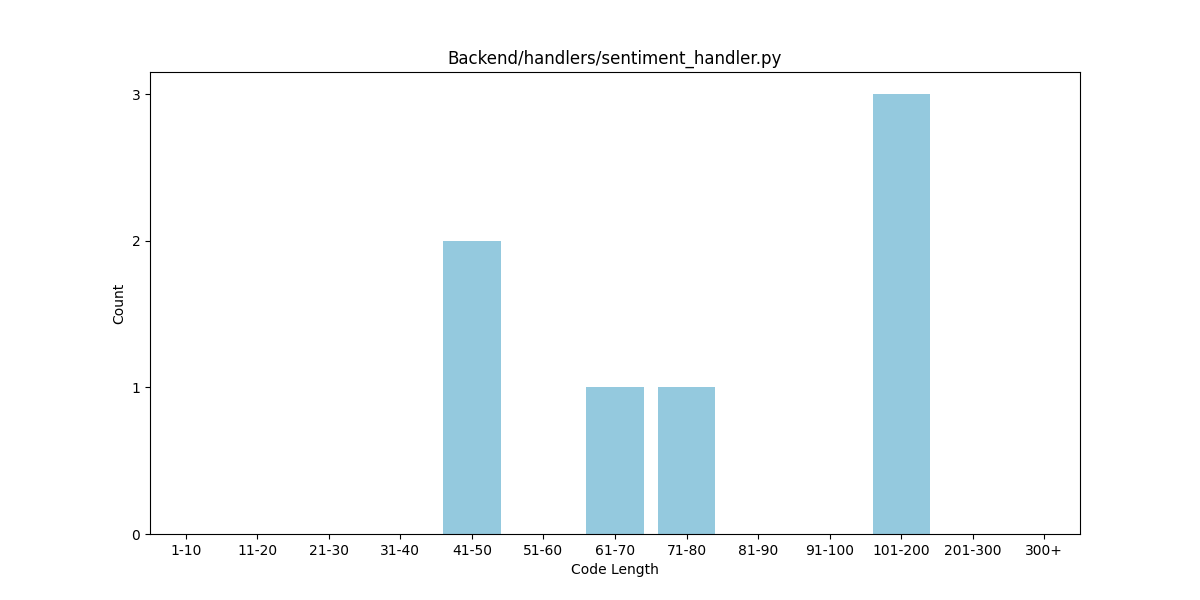 Backend/handlers/sentiment_handler.py
3
2
1
0
Count
1-10 11-20 21-30 31-40 41-50 51-60 61-70 71-80 81-90 91-100 101-200 201-300 300+
Code Length